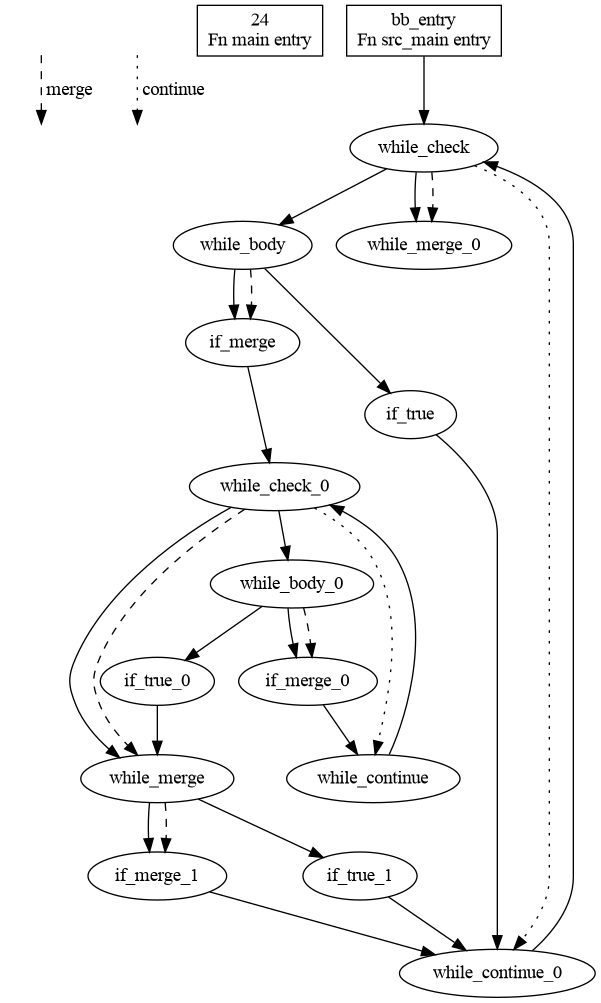 24
Fn main entry
bb_entry
Fn src_main entry
merge
continue
while_check
while_body
while_merge_0
if_merge
if_true
while_check_0
while_body_0
if_true_0
if_merge_0
while_merge
while_continue
if_merge_1
if_true_1
while_continue_0